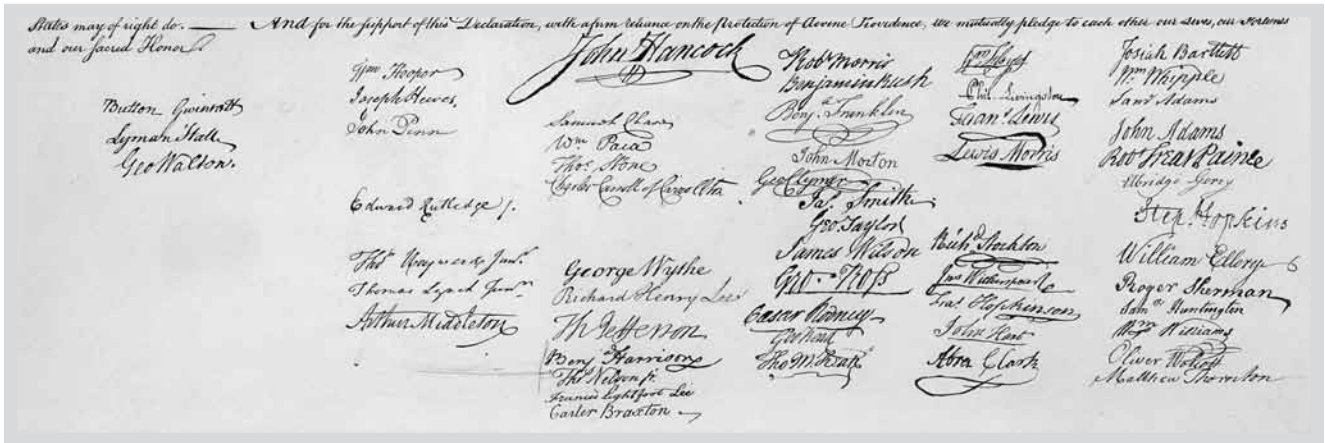 States may of right do. — And for the support of this Declaration, with a firm reliance on the Protection of divine Providence, we mutually pledge to each other our Lives, our Fortunes
and our sacred Honor
Button Gwinnett
Lyman Hall
Geo Walton.
Wm Hooper
Joseph Hewes,
John Penn
Edward Rutledge j.
Thos Heyward Junr.
Thomas Lynch Junr.
Arthur Middleton
John Hancock
Samuel Chase
Wm Paca
Thos Stone
Charles Carroll of Carrollton
George Wythe
Richard Henry Lee
Th Jefferson
Benj Harrison
Thos Nelson jr.
Francis Lightfoot Lee
Carter Braxton
Robt Morris
Benjamin Rush
Benj. Franklin
John Morton
Geo Clymer
Jas. Smith
Geo. Taylor
James Wilson
Geo. Ross
Caesar Rodney
Geo Read
Tho M:Kean
Wm Floyd
Phil. Livingston
Frans. Lewis
Lewis Morris
Richd Stockton
Jno Witherspoon
Fras. Hopkinson
John Hart
Abra Clark
Josiah Bartlett
Wm Whipple
Saml Adams
John Adams
Robt Treat Paine
Elbridge Gerry
Step. Hopkins
William Ellery
Roger Sherman
Saml Huntington
Wm Williams
Oliver Wolcott
Matthew Thornton